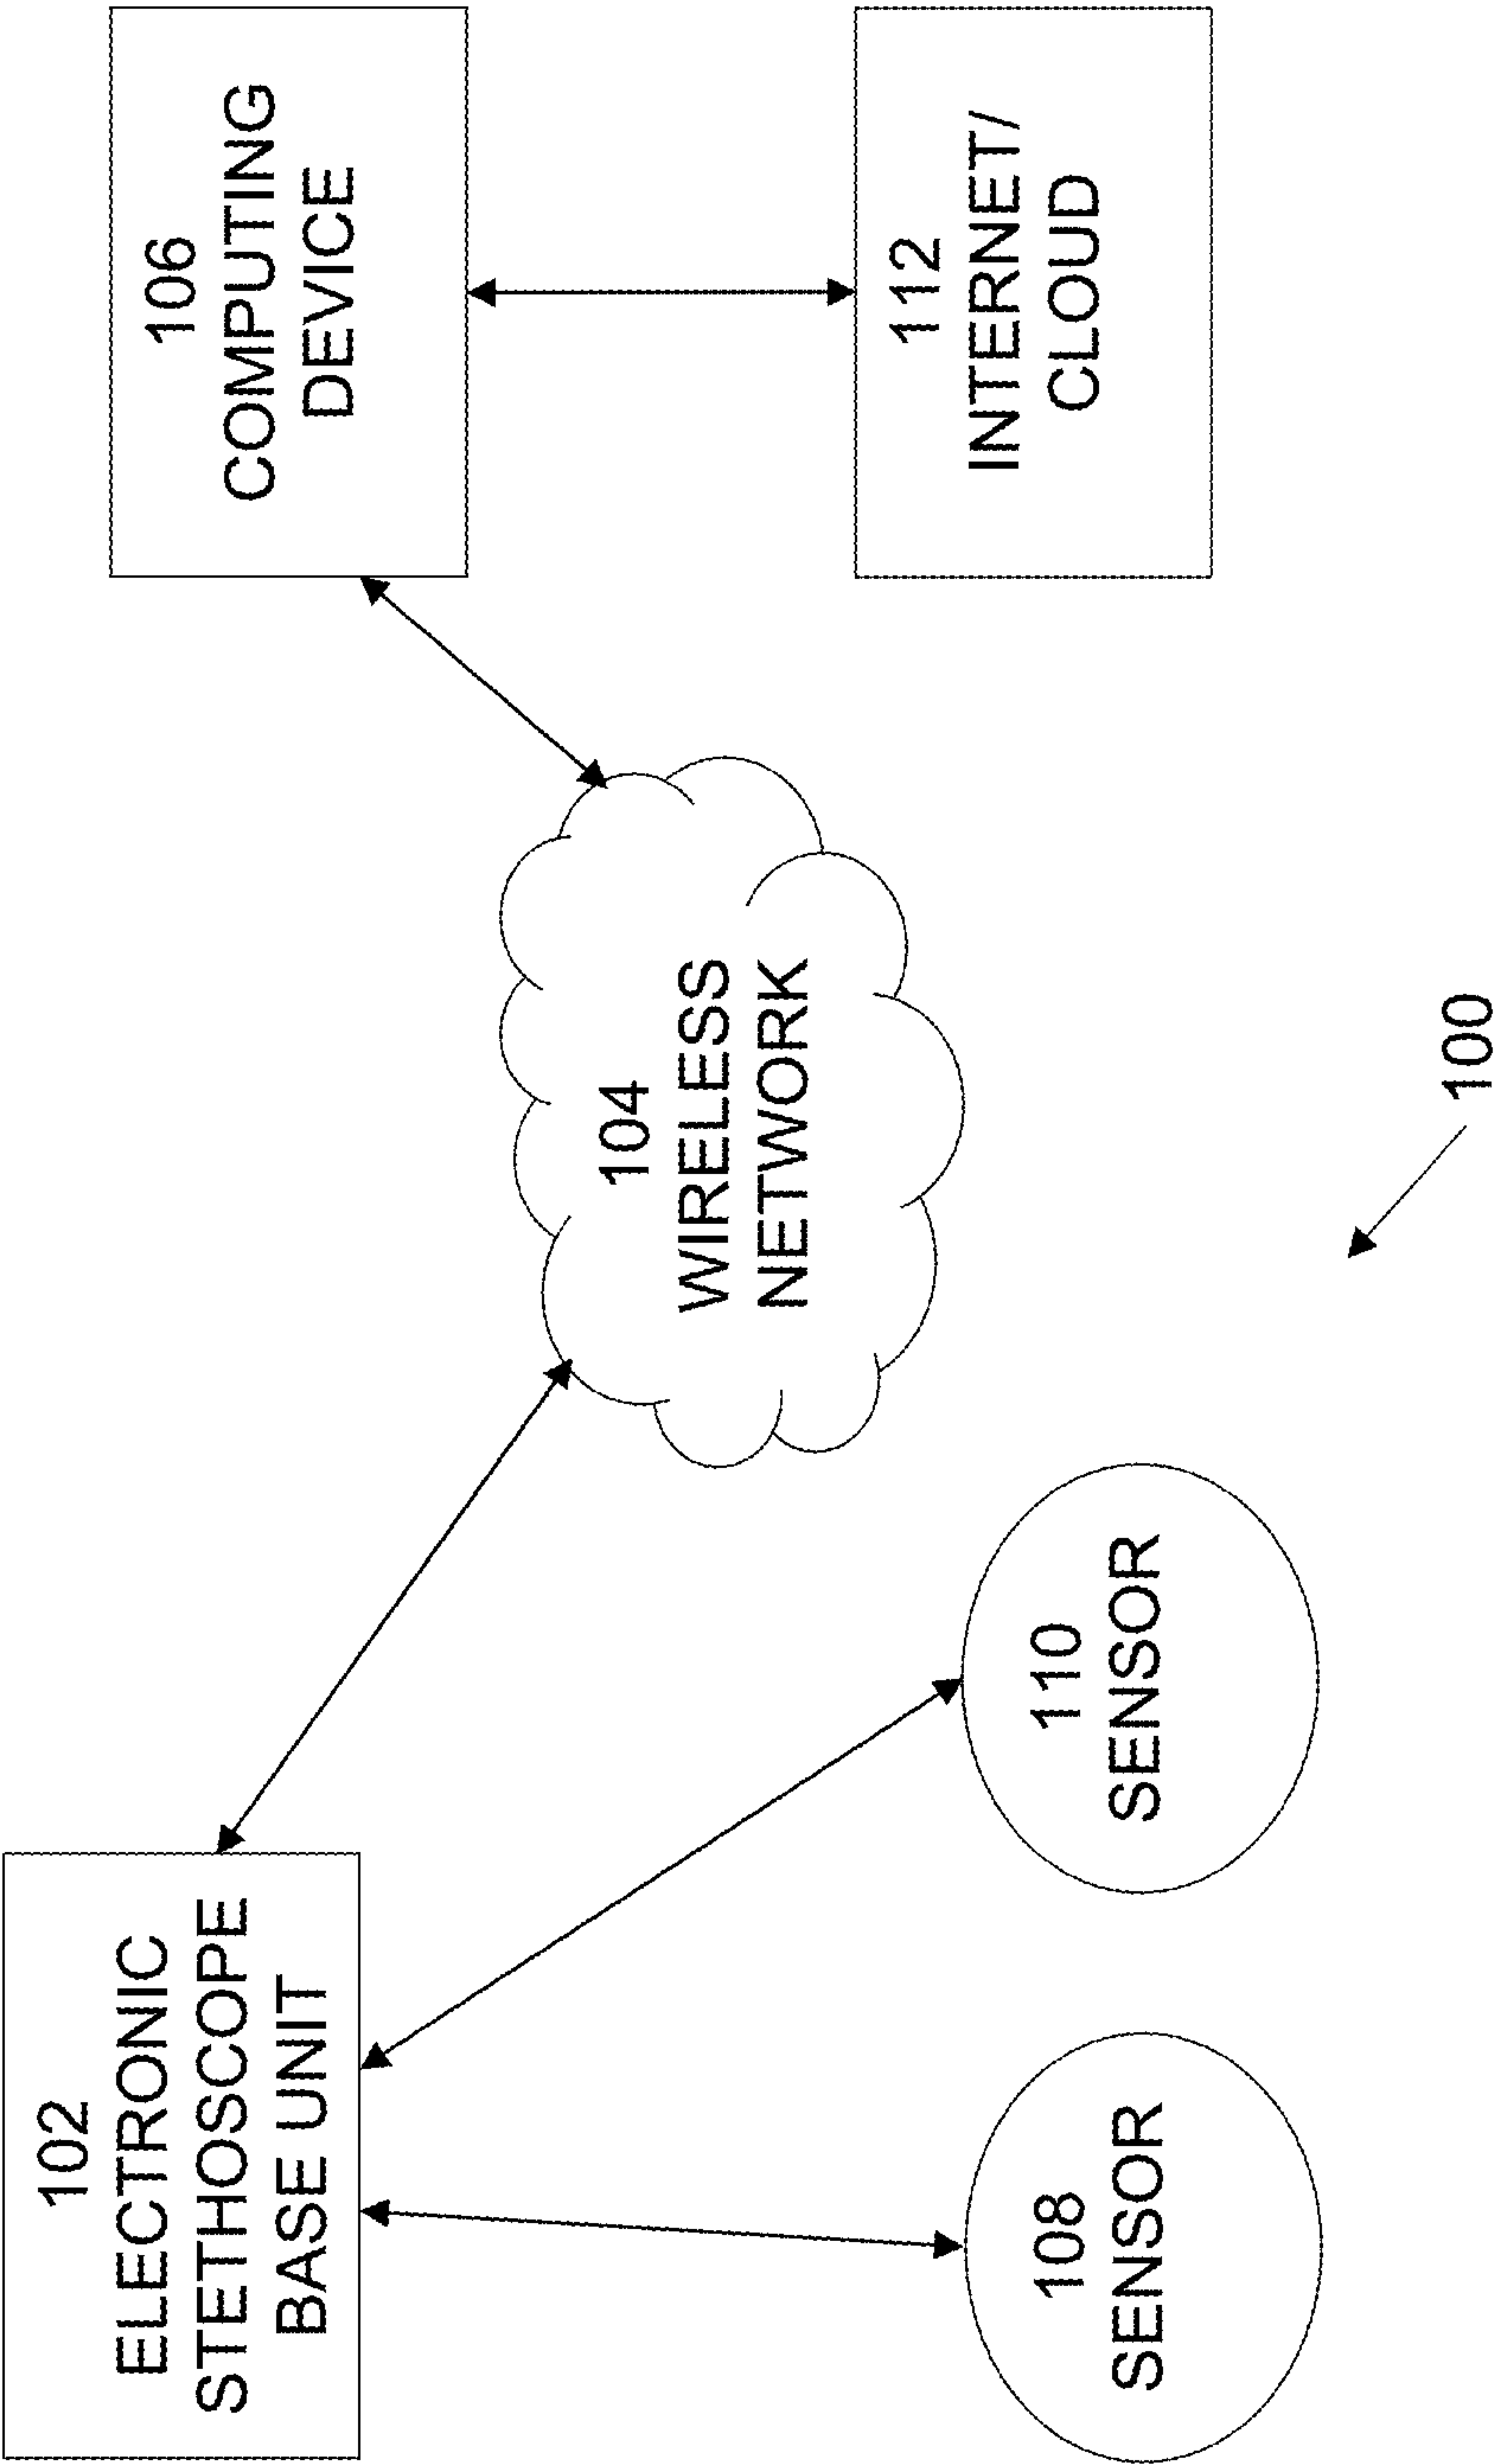 102
ELECTRONIC
STETHOSCOPE
BASE UNIT
106
COMPUTING
DEVICE
104
WIRELESS
NETWORK
108
SENSOR
110
SENSOR
112
INTERNET/
CLOUD
100